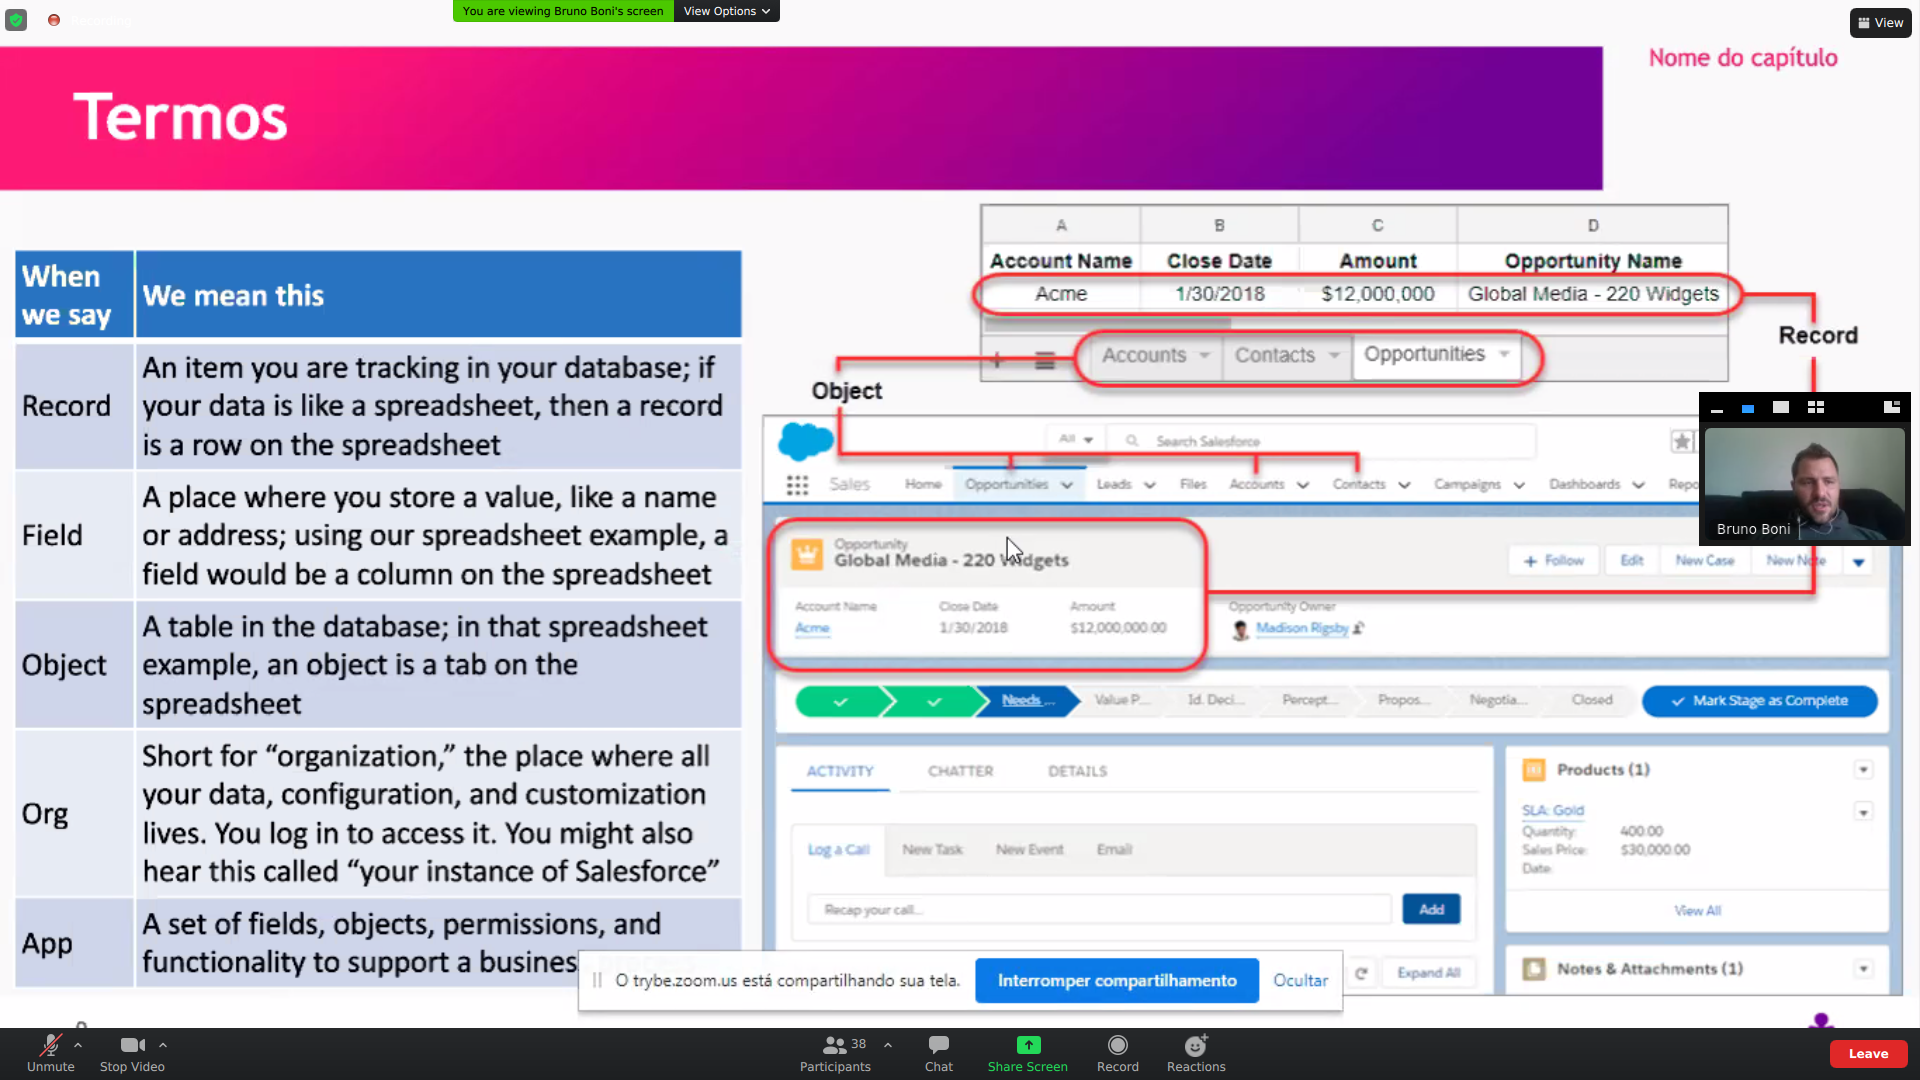 You are viewing Bruno Boni's screen View Options
View
Nome do capítulo
Termos
When we say
We mean this
Record
An item you are tracking in your database; if
your data is like a spreadsheet, then a record
is a row on the spreadsheet
Field
A place where you store a value, like a name
or address; using our spreadsheet example, a
field would be a column on the spreadsheet
Object
A table in the database; in that spreadsheet
example, an object is a tab on the
spreadsheet
Org
Short for “organization,” the place where all
your data, configuration, and customization
lives. You log in to access it. You might also
hear this called “your instance of Salesforce”
App
A set of fields, objects, permissions, and
functionality to support a business
A B C D
Account Name Close Date Amount Opportunity Name
Acme 1/30/2018 $12,000,000 Global Media - 220 Widgets
Record
Accounts Contacts Opportunities
Object
All Search Salesforce
Sales Home Opportunities Leads Files Accounts Contacts Campaigns Dashboards Repo
Bruno Boni
Opportunity
Global Media - 220 Widgets
+ Follow Edit New Case New Note
Account Name Close Date Amount Opportunity Owner
Acme 1/30/2018 $12,000,000.00 Madison Rigsby
Needs ... Value P... Id. Deci... Percept... Propos... Negotia... Closed Mark Stage as Complete
ACTIVITY CHATTER DETAILS
Log a Call New Task New Event Email
Recap your call...
Add
Products (1)
SLA: Gold
Quantity: 400.00
Sales Price: $30,000.00
Date:
View All
Notes & Attachments (1)
Expand All
O trybe.zoom.us está compartilhando sua tela. Interromper compartilhamento Ocultar
Unmute Stop Video Participants 38 Chat Share Screen Record Reactions Leave